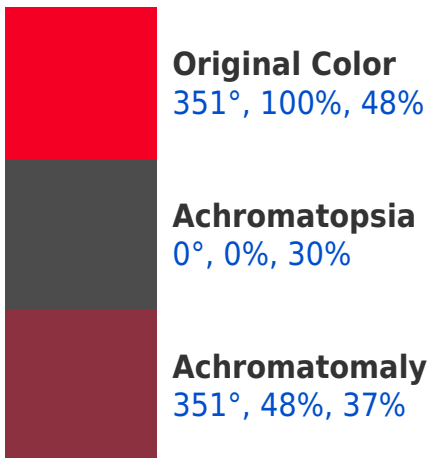 Original Color
351°, 100%, 48%
Achromatopsia
0°, 0%, 30%
Achromatomaly
351°, 48%, 37%